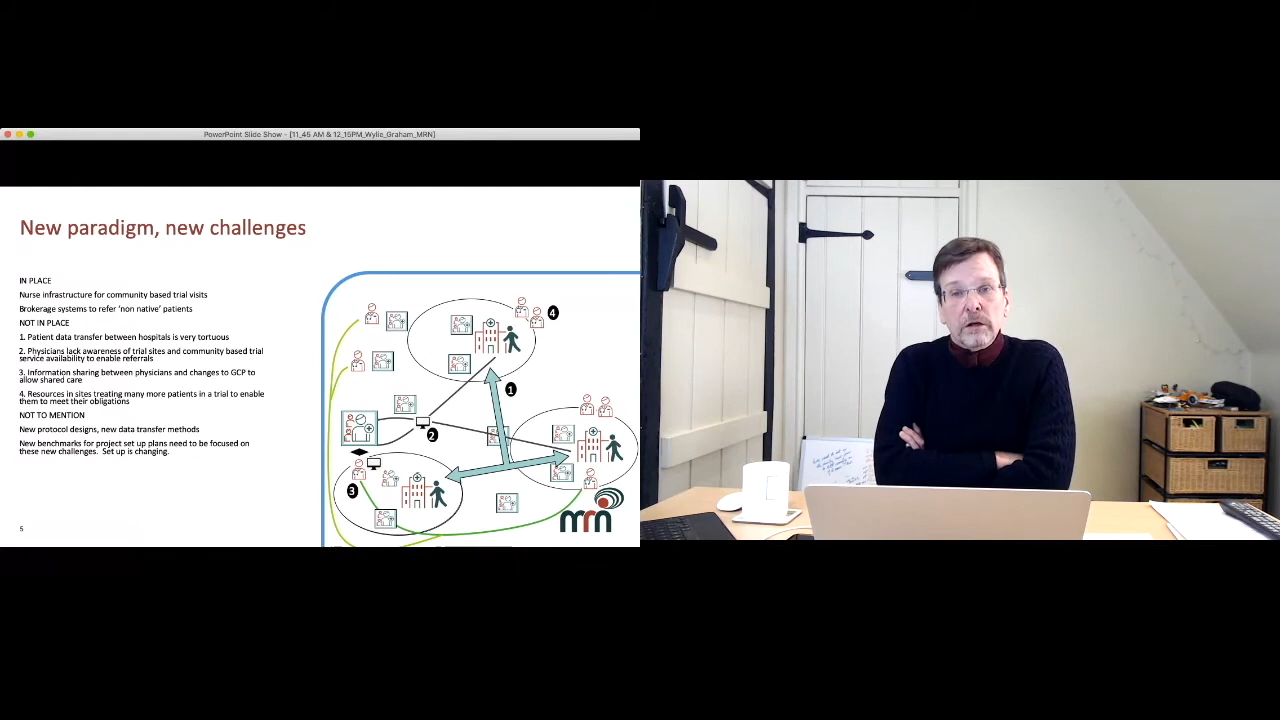 PowerPoint Slide Show - [11_45 AM & 12_15PM_Wylie_Graham_MRN]
New paradigm, new challenges
IN PLACE
Nurse infrastructure for community based trial visits
Brokerage systems to refer ‘non native’ patients
NOT IN PLACE
1. Patient data transfer between hospitals is very tortuous
2. Physicians lack awareness of trial sites and community based trial
service availability to enable referrals
3. Information sharing between physicians and changes to GCP to
allow shared care
4. Resources in sites treating many more patients in a trial to enable
them to meet their obligations
NOT TO MENTION
New protocol designs, new data transfer methods
New benchmarks for project set up plans need to be focused on
these new challenges. Set up is changing.
4
1
2
3
mrn
5